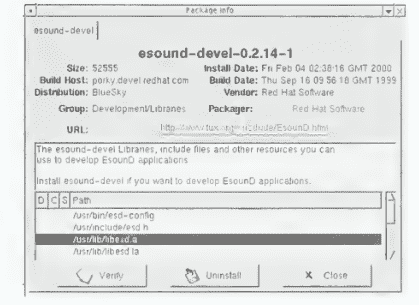 Package Info
esound-devel
esound-devel-0.2.14-1
Size: 52555 Install Date: Fri Feb 04 02:38:16 GMT 2000
Build Host: porky.devel.redhat.com Build Date: Thu Sep 16 09:56:18 GMT 1999
Distribution: BlueSky Vendor: Red Hat Software
Group: Development/Libraries Packager: Red Hat Software
URL:
The esound-devel Libraries, include files and other resources you can
use to develop EsounD applications.
Install esound-devel if you want to develop EsounD applications.
D C S Path
/usr/bin/esd-config
/usr/include/esd.h
/usr/lib/libesd.a
/usr/lib/libesd.la
Verify Uninstall Close